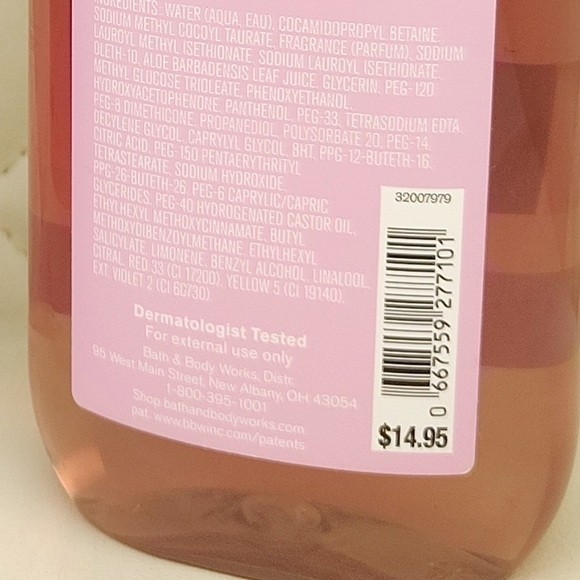 INGREDIENTS: WATER (AQUA, EAU), COCAMIDOPROPYL BETAINE,
SODIUM METHYL COCOYL TAURATE, FRAGRANCE (PARFUM), SODIUM
LAUROYL METHYL ISETHIONATE, SODIUM LAUROYL ISETHIONATE,
OLETH-10, ALOE BARBADENSIS LEAF JUICE, GLYCERIN, PEG-120
METHYL GLUCOSE TRIOLEATE, PHENOXYETHANOL,
HYDROXYACETOPHENONE, PANTHENOL, PEG-33, TETRASODIUM EDTA,
PEG-8 DIMETHICONE, PROPANEDIOL, POLYSORBATE 20, PEG-14,
DECYLENE GLYCOL, CAPRYLYL GLYCOL, BHT, PPG-12-BUTETH-16,
CITRIC ACID, PEG-150 PENTAERYTHRITYL
TETRASTEARATE, SODIUM HYDROXIDE,
PPG-26-BUTETH-26, PEG-6 CAPRYLIC/CAPRIC
GLYCERIDES, PEG-40 HYDROGENATED CASTOR OIL,
ETHYLHEXYL METHOXYCINNAMATE, BUTYL
METHOXYDIBENZOYLMETHANE, ETHYLHEXYL
SALICYLATE, LIMONENE, BENZYL ALCOHOL, LINALOOL,
CITRAL, RED 33 (CI 17200), YELLOW 5 (CI 19140),
EXT. VIOLET 2 (CI 60730).
Dermatologist Tested
For external use only
Bath & Body Works, Distr.
95 West Main Street, New Albany, OH 43054
1-800-395-1001
Shop bathandbodyworks.com
pat. www.bbwinc.com/patents
32007979
0 667559 277101
$14.95